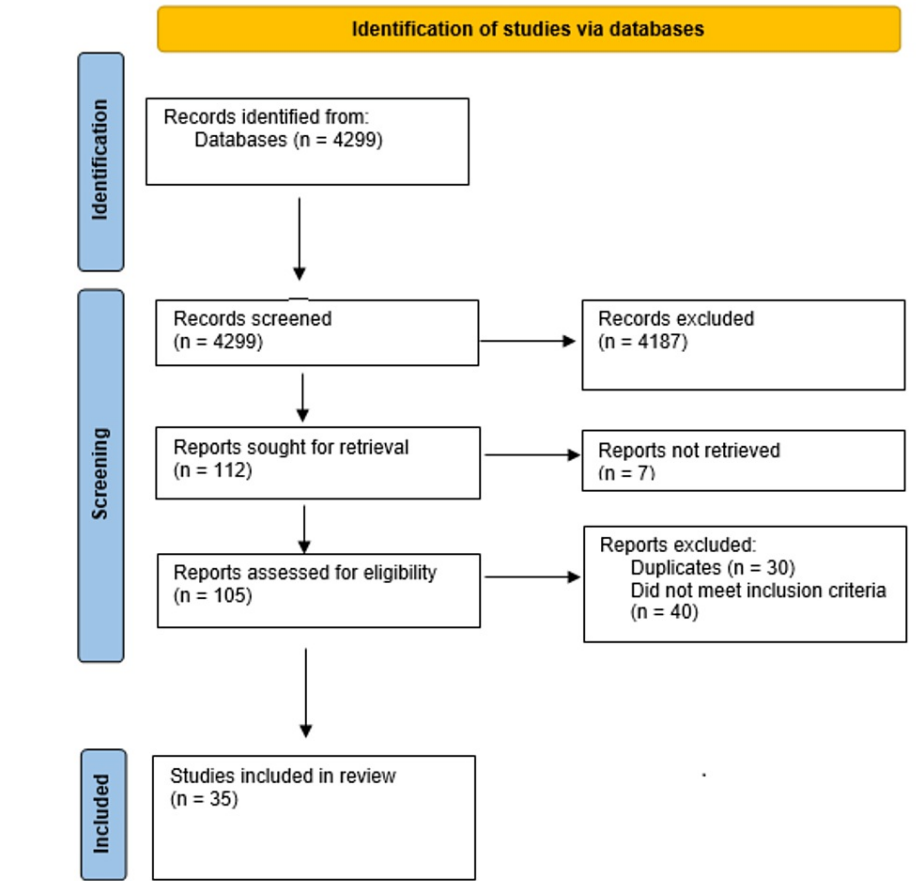 Identification of studies via databases
Identification
Records identified from:
Databases (n = 4299)
Screening
Records screened
(n = 4299)
Records excluded
(n = 4187)
Reports sought for retrieval
(n = 112)
Reports not retrieved
(n = 7)
Reports assessed for eligibility
(n = 105)
Reports excluded:
Duplicates (n = 30)
Did not meet inclusion criteria
(n = 40)
Included
Studies included in review
(n = 35)